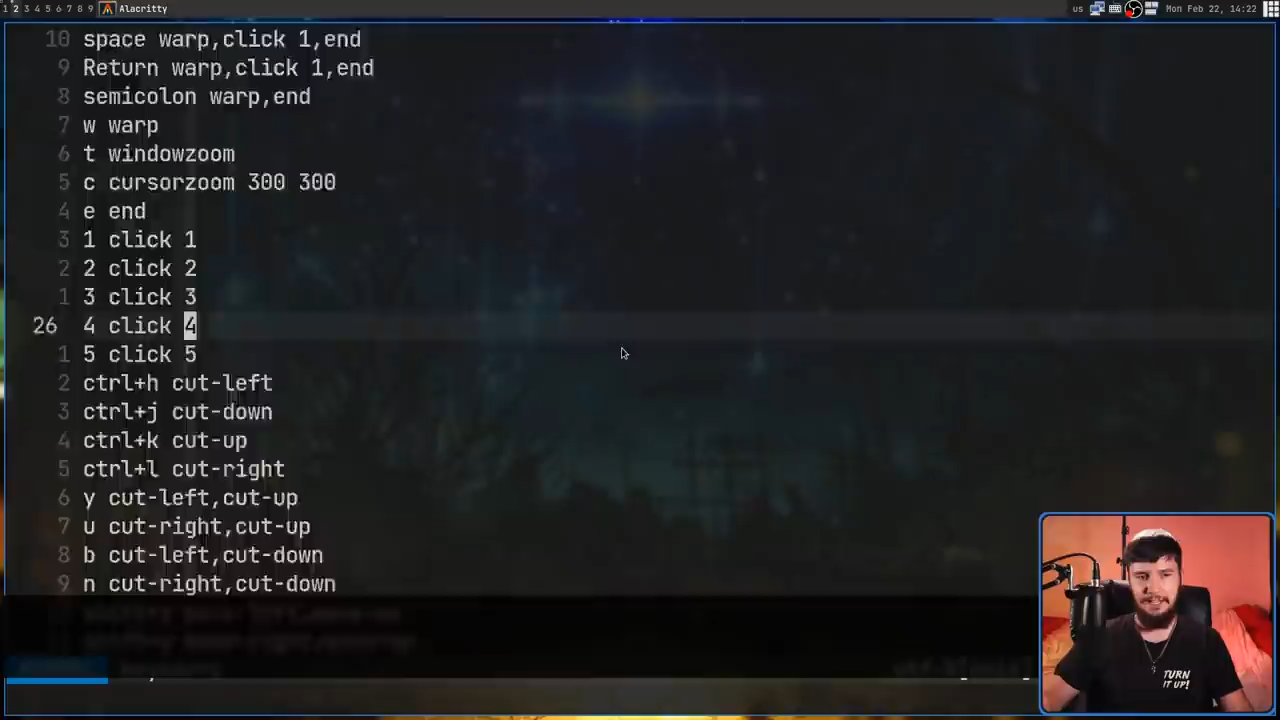 1 2 3 4 5 6 7 8 9 Alacritty us Mon Feb 22, 14:22
10 space warp,click 1,end
9 Return warp,click 1,end
8 semicolon warp,end
7 w warp
6 t windowzoom
5 c cursorzoom 300 300
4 e end
3 1 click 1
2 2 click 2
1 3 click 3
26 4 click 4
1 5 click 5
2 ctrl+h cut-left
3 ctrl+j cut-down
4 ctrl+k cut-up
5 ctrl+l cut-right
6 y cut-left,cut-up
7 u cut-right,cut-up
8 b cut-left,cut-down
9 n cut-right,cut-down
TURN
IT UP!